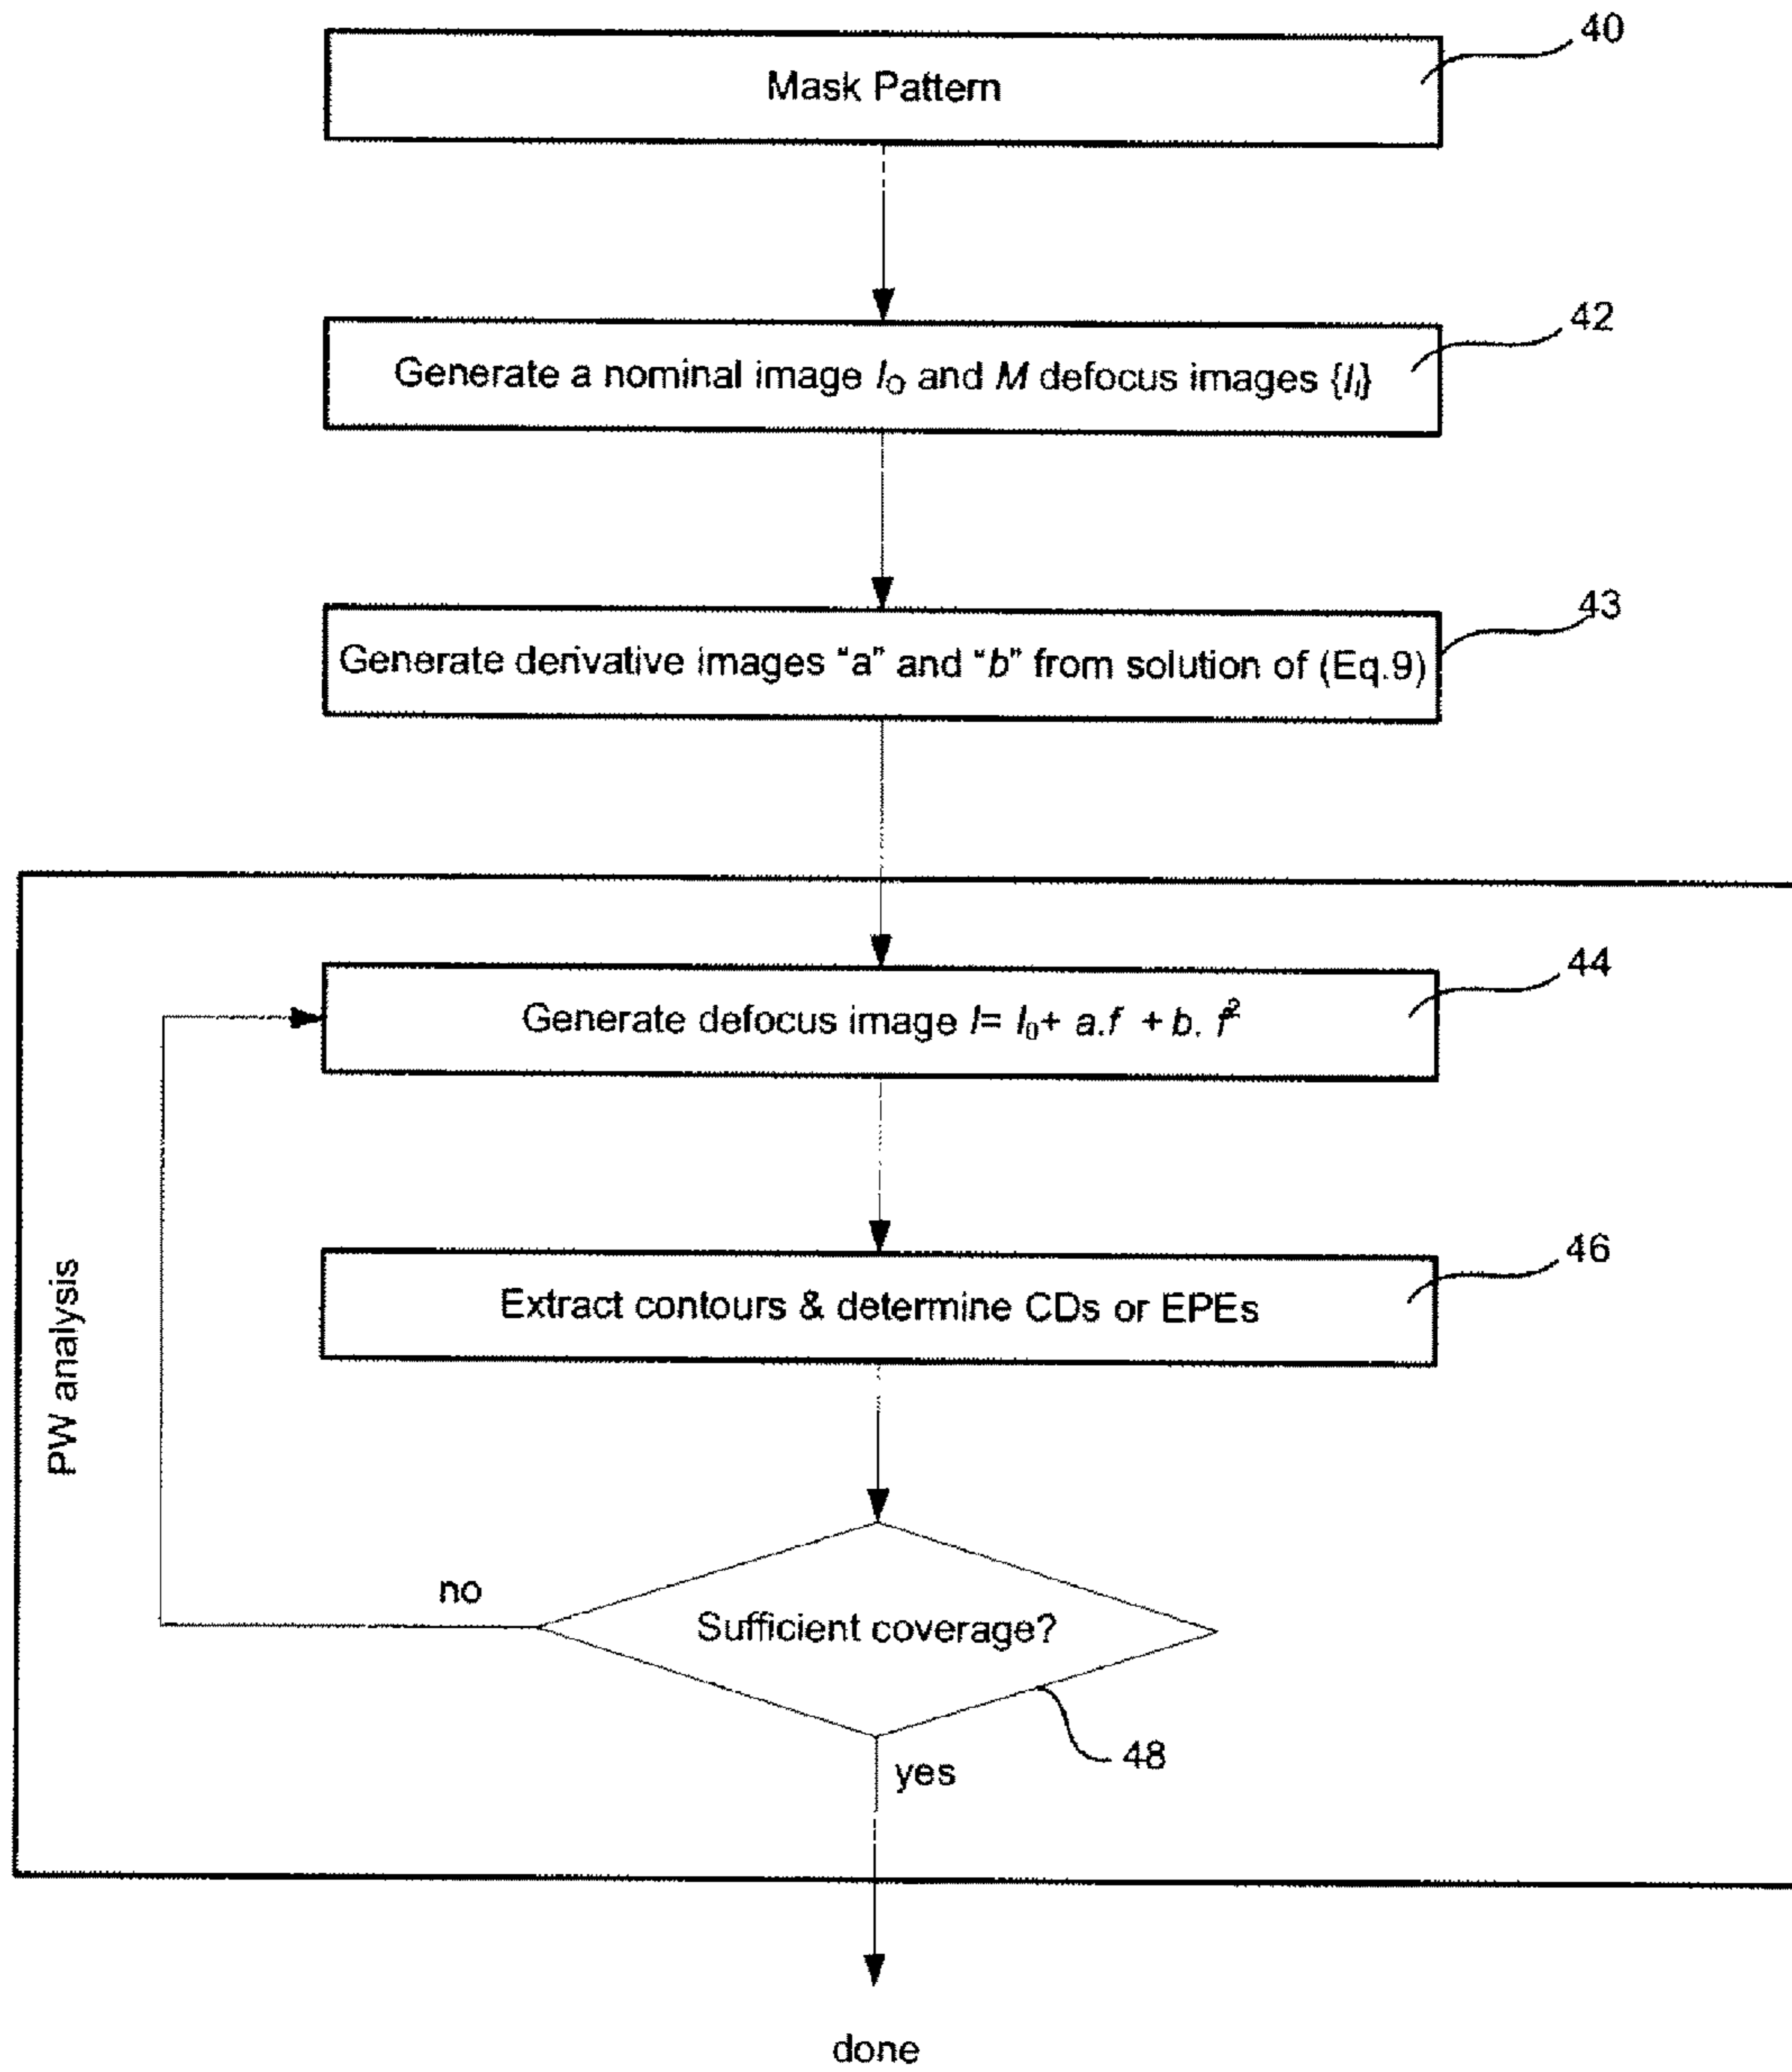 40
Mask Pattern
42
Generate a nominal image I₀ and M defocus images {Iₗ}
43
Generate derivative images "a" and "b" from solution of (Eq.9)
44
Generate defocus image I= I₀+ a.f + b. f²
46
Extract contours & determine CDs or EPEs
PW analysis
no
Sufficient coverage?
48
yes
done